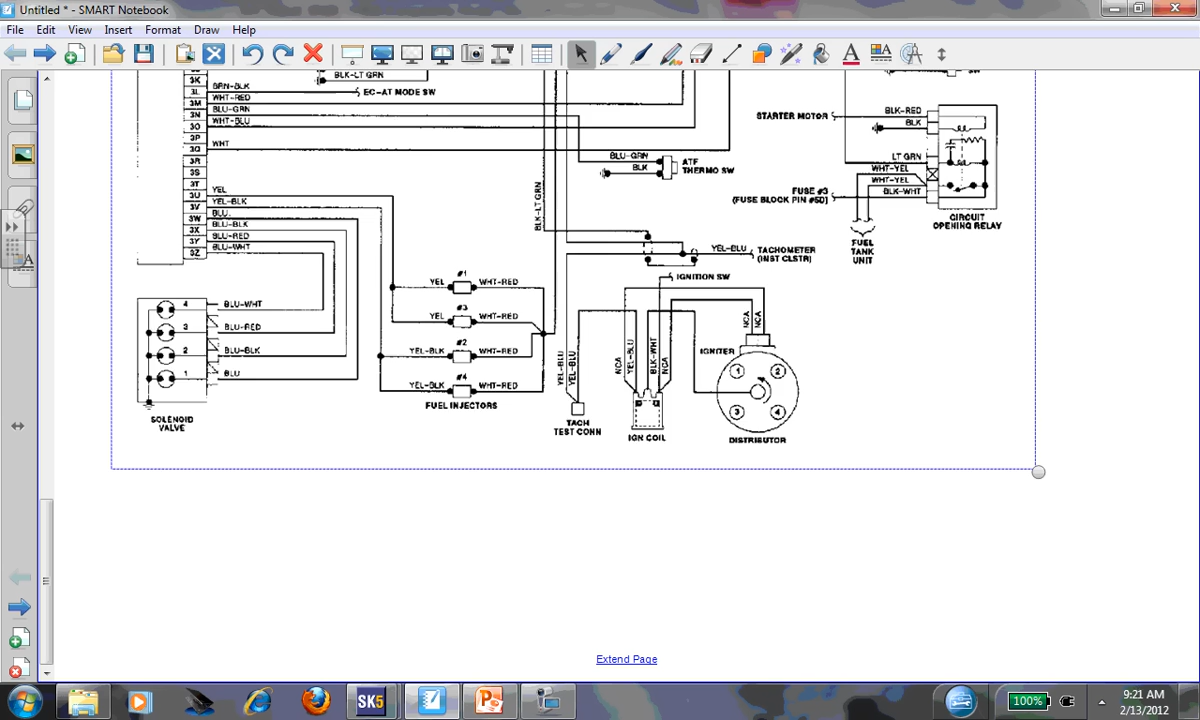 Untitled * - SMART Notebook
File Edit View Insert Format Draw Help
3K
3L
3M
3N
3O
3P
3Q
3R
3S
3T
3U
3V
3W
3X
3Y
3Z
BLK-LT GRN
BRN-BLK
EC-AT MODE SW
WHT-RED
BLU-GRN
WHT-BLU
WHT
YEL
YEL-BLK
BLU
BLU-BLK
BLU-RED
BLU-WHT
BLU-GRN
BLK
ATF
THERMO SW
BLK-LT GRN
STARTER MOTOR
BLK-RED
BLK
LT GRN
WHT-YEL
WHT-YEL
BLK-WHT
FUSE #3
(FUSE BLOCK PIN #5D)
CIRCUIT
OPENING RELAY
FUEL
TANK
UNIT
YEL-BLU
TACHOMETER
(INST CLSTR)
IGNITION SW
4 BLU-WHT
3 BLU-RED
2 BLU-BLK
1 BLU
SOLENOID
VALVE
#1
YEL WHT-RED
#3
YEL WHT-RED
#2
YEL-BLK WHT-RED
#4
YEL-BLK WHT-RED
FUEL INJECTORS
YEL-BLU
YEL-BLU
TACH
TEST CONN
NCA
YEL-BLU
BLK-WHT
NCA
IGN COIL
NCA
NCA
IGNITER
1 2
3 4
DISTRIBUTOR
Extend Page
SK5
100%
9:21 AM
2/13/2012